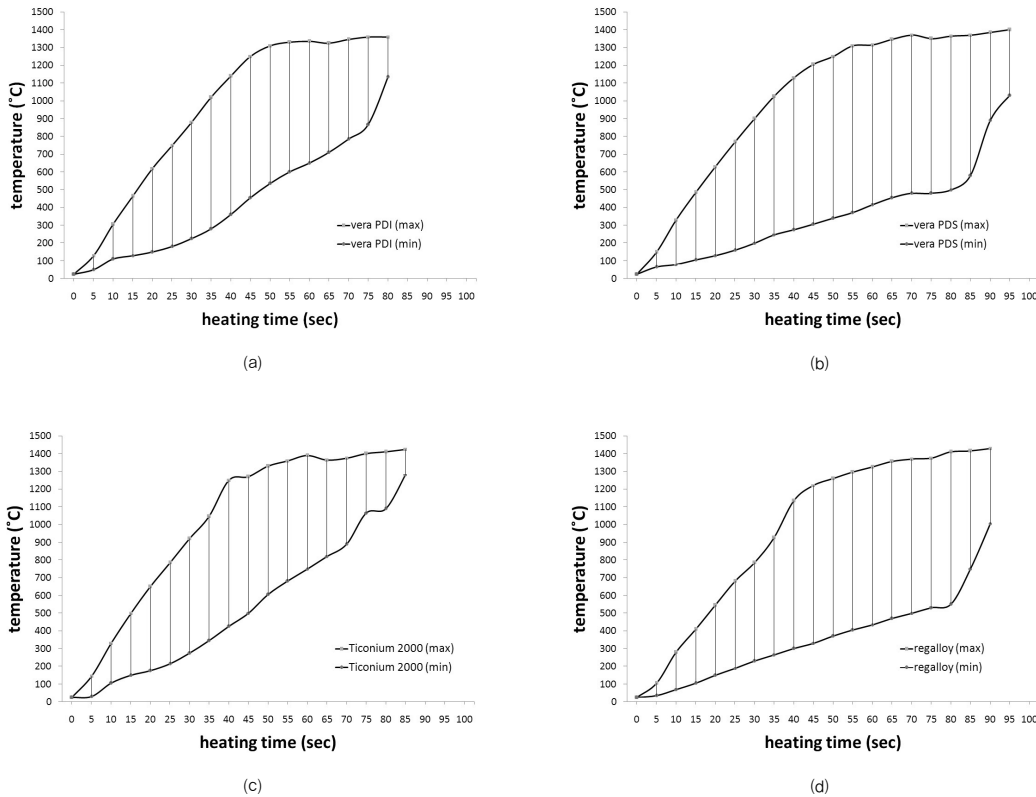 1500
1400
1300
1200
1100
1000
900
800
700
600
500
400
300
200
100
0
temperature (˚C)
vera PDI (max)
vera PDI (min)
0 5 10 15 20 25 30 35 40 45 50 55 60 65 70 75 80 85 90 95 100
heating time (sec)
(a)
1500
1400
1300
1200
1100
1000
900
800
700
600
500
400
300
200
100
0
temperature (˚C)
vera PDS (max)
vera PDS (min)
0 5 10 15 20 25 30 35 40 45 50 55 60 65 70 75 80 85 90 95 100
heating time (sec)
(b)
1500
1400
1300
1200
1100
1000
900
800
700
600
500
400
300
200
100
0
temperature (˚C)
Ticonium 2000 (max)
Ticonium 2000 (min)
0 5 10 15 20 25 30 35 40 45 50 55 60 65 70 75 80 85 90 95 100
heating time (sec)
(c)
1500
1400
1300
1200
1100
1000
900
800
700
600
500
400
300
200
100
0
temperature (˚C)
regalloy (max)
regalloy (min)
0 5 10 15 20 25 30 35 40 45 50 55 60 65 70 75 80 85 90 95 100
heating time (sec)
(d)